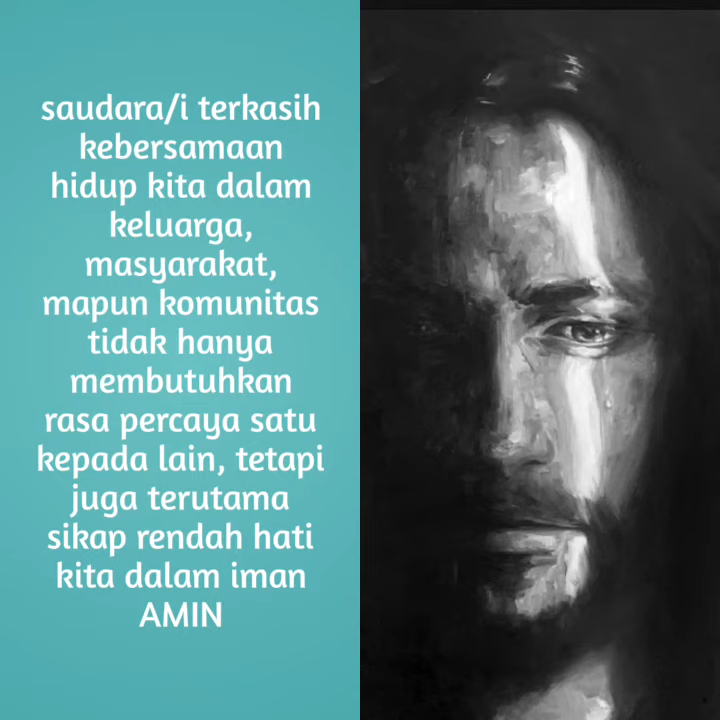 saudara/i terkasih
kebersamaan
hidup kita dalam
keluarga,
masyarakat,
mapun komunitas
tidak hanya
membutuhkan
rasa percaya satu
kepada lain, tetapi
juga terutama
sikap rendah hati
kita dalam iman
AMIN